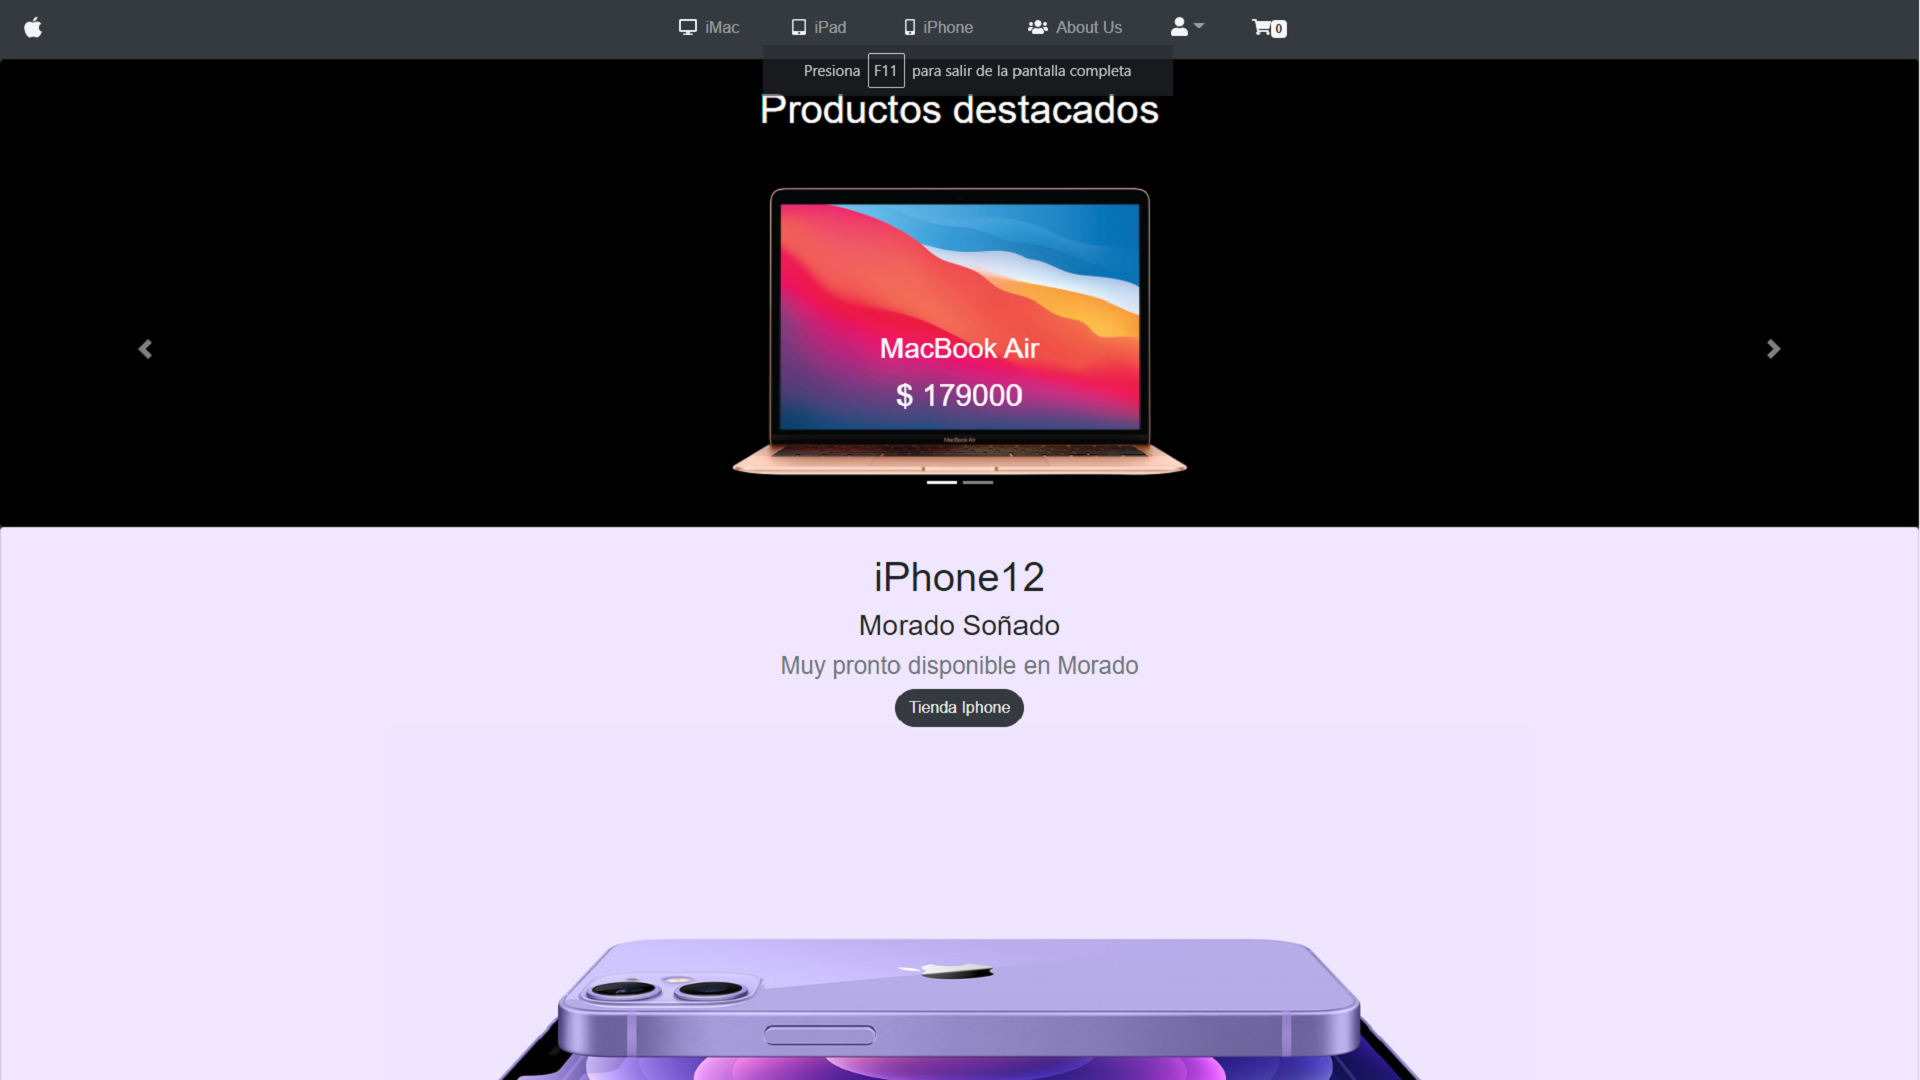 iMac iPad iPhone About Us 0
Presiona F11 para salir de la pantalla completa
Productos destacados
MacBook Air
$ 179000
MacBook Air
iPhone12
Morado Soñado
Muy pronto disponible en Morado
Tienda Iphone